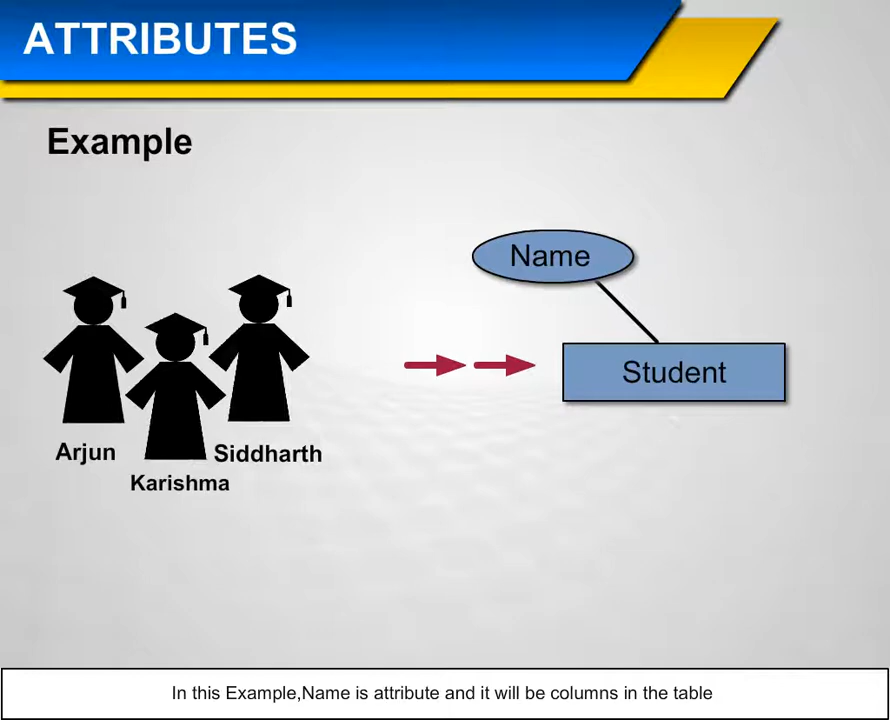 ATTRIBUTES
Example
Name
Student
Arjun
Siddharth
Karishma
In this Example,Name is attribute and it will be columns in the table